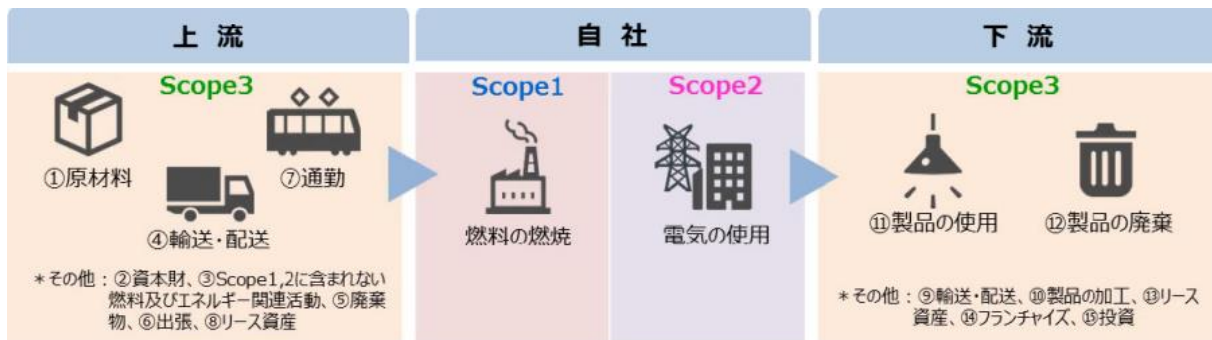 上 流
Scope3
①原材料
⑦通勤
④輸送・配送
＊その他：②資本財、③Scope1,2に含まれない
燃料及びエネルギー関連活動、⑤廃棄
物、⑥出張、⑧リース資産
自 社
Scope1
燃料の燃焼
Scope2
電気の使用
下 流
Scope3
⑪製品の使用
⑫製品の廃棄
＊その他：⑨輸送・配送、⑩製品の加工、⑬リース
資産、⑭フランチャイズ、⑮投資